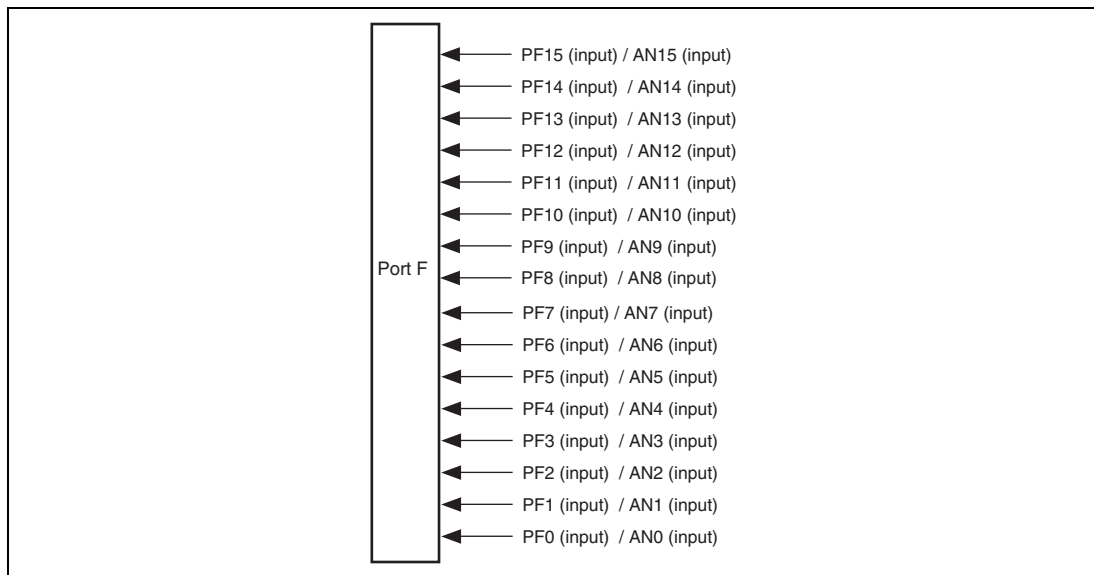 PF15 (input) / AN15 (input)
PF14 (input) / AN14 (input)
PF13 (input) / AN13 (input)
PF12 (input) / AN12 (input)
PF11 (input) / AN11 (input)
PF10 (input) / AN10 (input)
PF9 (input) / AN9 (input)
Port F
PF8 (input) / AN8 (input)
PF7 (input) / AN7 (input)
PF6 (input) / AN6 (input)
PF5 (input) / AN5 (input)
PF4 (input) / AN4 (input)
PF3 (input) / AN3 (input)
PF2 (input) / AN2 (input)
PF1 (input) / AN1 (input)
PF0 (input) / AN0 (input)